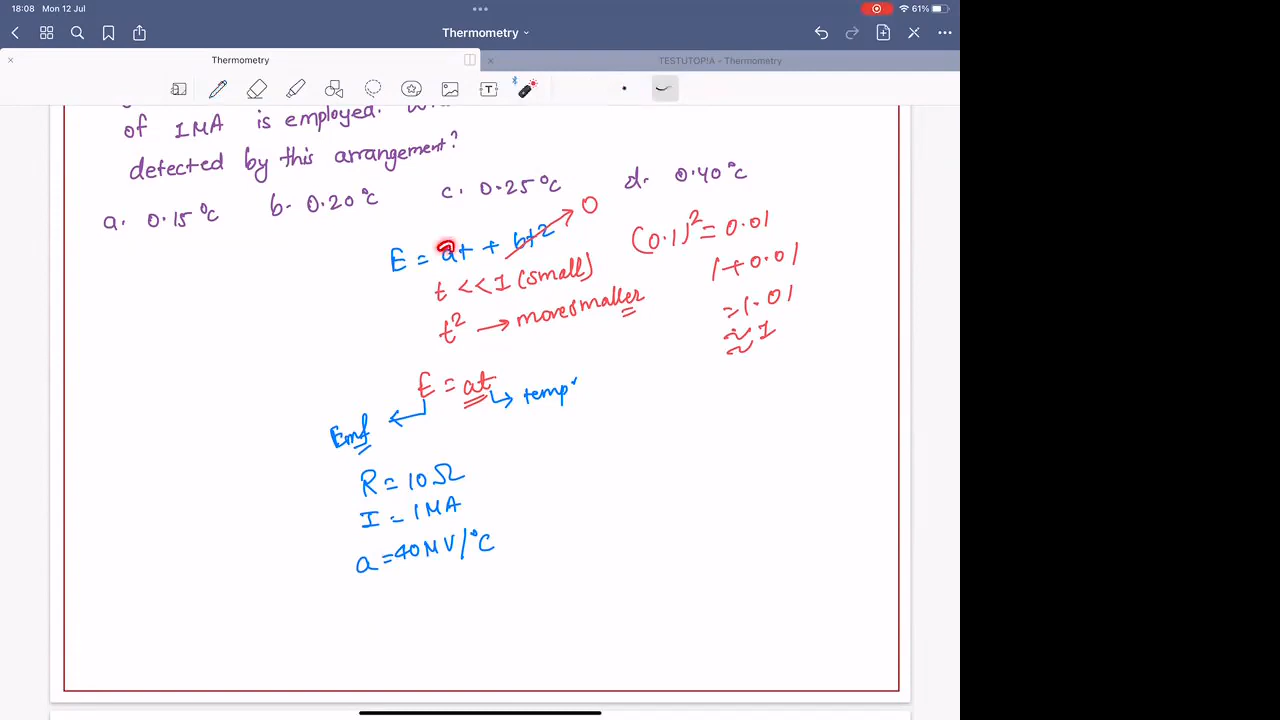 18:08 Mon 12 Jul
61%
Thermometry
Thermometry
TESTUTOPIA - Thermometry
of 1MA is employed.
detected by this arrangement?
a. 0.15°C b. 0.20°C c. 0.25°C d. 0.40°C
E = at + bt2 → 0
t << 1 (small)
t² → more smaller
(0.1)² = 0.01
1 + 0.01
= 1.01
≈ 1
E = at
temp
Emf
R = 10Ω
I = 1MA
a = 40MV/°C